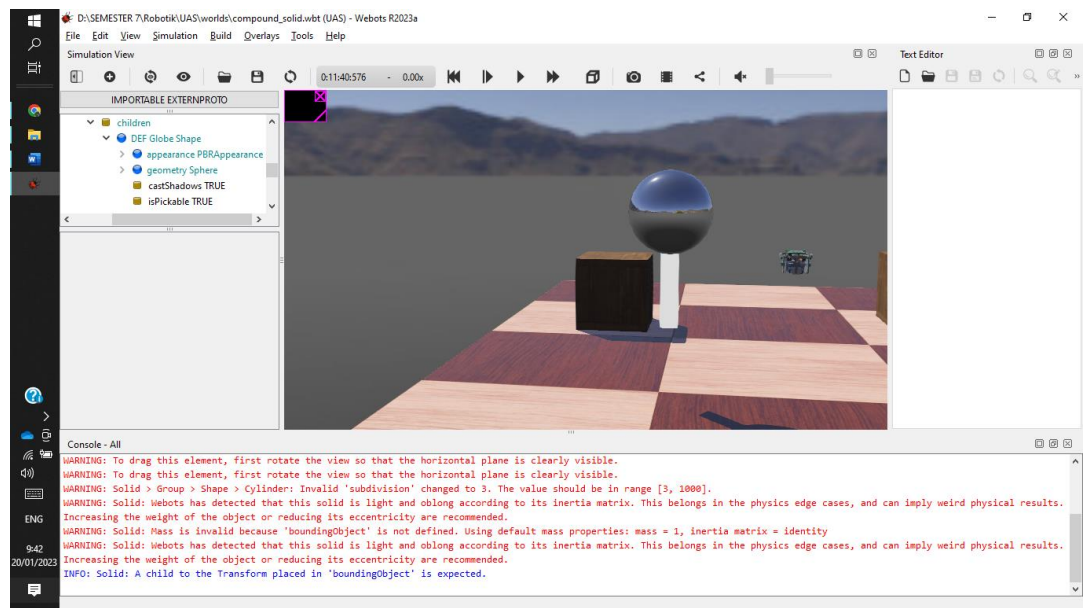 D:\SEMESTER 7\Robotik\UAS\worlds\compound_solid.wbt (UAS) - Webots R2023a
File Edit View Simulation Build Overlays Tools Help
Simulation View
Text Editor
0:11:40:576 - 0.00x
»
IMPORTABLE EXTERNPROTO
children
DEF Globe Shape
appearance PBRAppearance
geometry Sphere
castShadows TRUE
isPickable TRUE
Console - All
WARNING: To drag this element, first rotate the view so that the horizontal plane is clearly visible.
WARNING: To drag this element, first rotate the view so that the horizontal plane is clearly visible.
WARNING: Solid > Group > Shape > Cylinder: Invalid 'subdivision' changed to 3. The value should be in range [3, 1000].
WARNING: Solid: Webots has detected that this solid is light and oblong according to its inertia matrix. This belongs in the physics edge cases, and can imply weird physical results.
Increasing the weight of the object or reducing its eccentricity are recommended.
WARNING: Solid: Mass is invalid because 'boundingObject' is not defined. Using default mass properties: mass = 1, inertia matrix = identity
WARNING: Solid: Webots has detected that this solid is light and oblong according to its inertia matrix. This belongs in the physics edge cases, and can imply weird physical results.
Increasing the weight of the object or reducing its eccentricity are recommended.
INFO: Solid: A child to the Transform placed in 'boundingObject' is expected.
ENG
9:42
20/01/2023